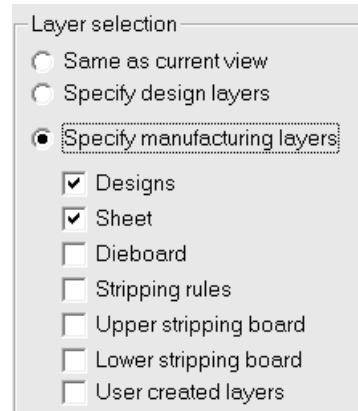 Layer selection
Same as current view
Specify design layers
Specify manufacturing layers
Designs
Sheet
Dieboard
Stripping rules
Upper stripping board
Lower stripping board
User created layers